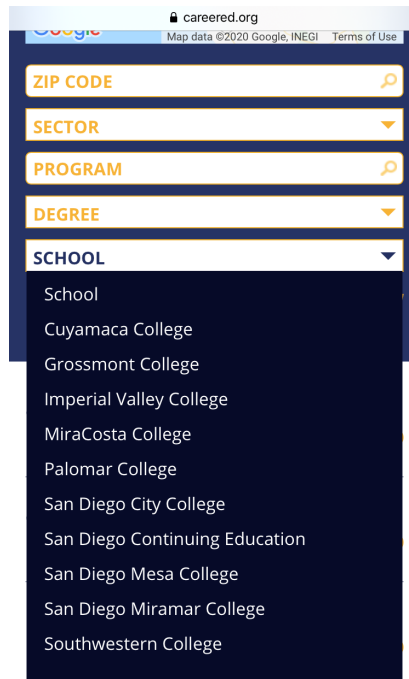 careered.org
Google
Map data ©2020 Google, INEGI Terms of Use
ZIP CODE
SECTOR
PROGRAM
DEGREE
SCHOOL
School
Cuyamaca College
Grossmont College
Imperial Valley College
MiraCosta College
Palomar College
San Diego City College
San Diego Continuing Education
San Diego Mesa College
San Diego Miramar College
Southwestern College